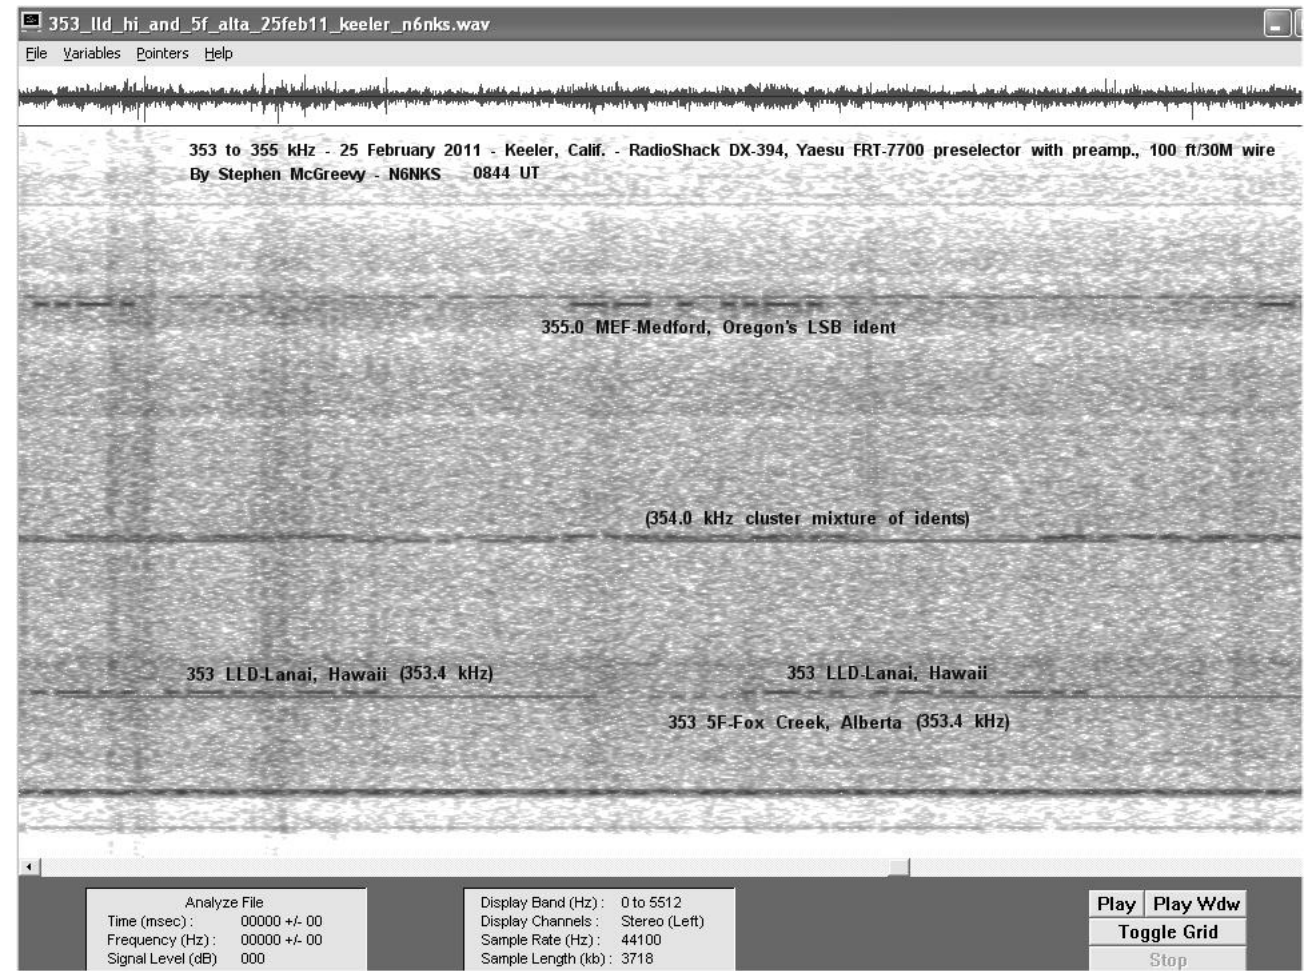 353_lld_hi_and_5f_alta_25feb11_keeler_n6nks.wav
File Variables Pointers Help
353 to 355 kHz - 25 February 2011 - Keeler, Calif. - RadioShack DX-394, Yaesu FRT-7700 preselector with preamp., 100 ft/30M wire
By Stephen McGreevy - N6NKS 0844 UT
355.0 MEF-Medford, Oregon's LSB ident
(354.0 kHz cluster mixture of idents)
353 LLD-Lanai, Hawaii (353.4 kHz)
353 LLD-Lanai, Hawaii
353 5F-Fox Creek, Alberta (353.4 kHz)
Analyze File
Time (msec) : 00000 +/- 00
Frequency (Hz) : 00000 +/- 00
Signal Level (dB) 000
Display Band (Hz) : 0 to 5512
Display Channels : Stereo (Left)
Sample Rate (Hz) : 44100
Sample Length (kb) : 3718
Play Play Wdw
Toggle Grid
Stop